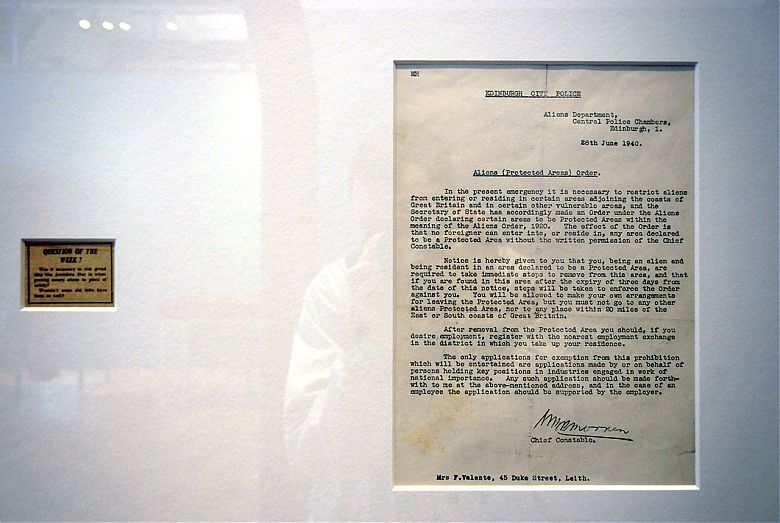 QUESTION OF THE
WEEK?
MH
EDINBURGH CITY POLICE
Aliens Department,
Central Police Chambers,
Edinburgh, 1.
28th June 1940.
Aliens (Protected Areas) Order.
In the present emergency it is necessary to restrict aliens
from entering or residing in certain areas adjoining the coasts of
Great Britain and in certain other vulnerable areas, and the
Secretary of State has accordingly made an Order under the Aliens
Order declaring certain areas to be Protected Areas within the
meaning of the Aliens Order, 1920. The effect of the Order is
that no foreigner can enter into, or reside in, any area declared
to be a Protected Area without the written permission of the Chief
Constable.
Notice is hereby given to you that you, being an alien and
being resident in an area declared to be a Protected Area, are
required to take immediate steps to remove from this area, and that
if you are found in this area after the expiry of three days from
the date of this notice, steps will be taken to enforce the Order
against you. You will be allowed to make your own arrangements
for leaving the Protected Area, but you must not go to any other
aliens Protected Area, nor to any place within 20 miles of the
East or South coasts of Great Britain.
After removal from the Protected Area you should, if you
desire employment, register with the nearest employment exchange
in the district in which you take up your residence.
The only applications for exemption from this prohibition
which will be entertained are applications made by or on behalf of
persons holding key positions in industries engaged in work of
national importance. Any such application should be made forth-
with to me at the above-mentioned address, and in the case of an
employee the application should be supported by the employer.
Chief Constable.
Mrs F.Valente, 45 Duke Street, Leith.